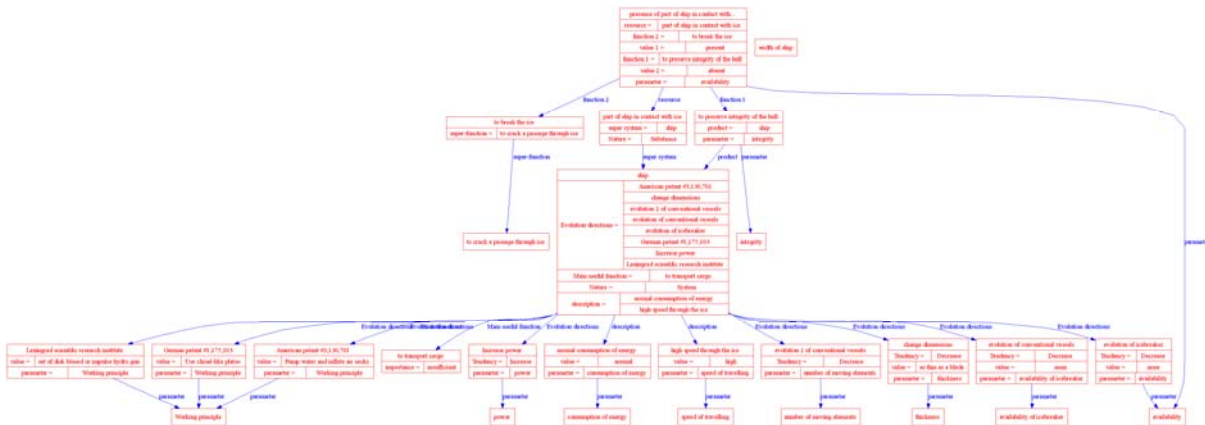 presence of part of ship in contact with...
resource = part of ship in contact with ice
function 2 = to break the ice
value 1 = present
function 1 = to preserve integrity of the hull
value 2 = absent
parameter = availability
width of ship
function 2
resource
function 1
to break the ice
super-function = to crack a passage through ice
part of ship in contact with ice
super system = ship
Nature = Substance
to preserve integrity of the hull
product = ship
parameter = integrity
super-function
super system
product
parameter
ship
Evolution directions =
American patent #3,130,701
change dimensions
evolution 2 of conventional vessels
evolution of conventional vessels
evolution of icebreaker
German patent
Increase power
Leningrad scientific research institute
Main useful function = to transport cargo
Nature = System
description =
normal consumption of energy
high speed through the ice
to crack a passage through ice
integrity
parameter
Evolution directions
Main useful function
Evolution directions
description
description
Evolution directions
Evolution directions
Evolution directions
Evolution directions
Leningrad scientific research institute
value =
parameter = Working principle
German patent
value =
parameter = Working principle
American patent #3,130,701
value = Pump water and inflate air sacks
parameter = Working principle
to transport cargo
importance = insufficient
Increase power
Tendency = Increase
parameter = power
normal consumption of energy
value = normal
parameter = consumption of energy
high speed through the ice
value = high
parameter = speed of travelling
evolution 2 of conventional vessels
Tendency = Decrease
parameter = number of moving elements
change dimensions
Tendency = Decrease
value = as thin as a blade
parameter = thickness
evolution of conventional vessels
Tendency = Decrease
value = none
parameter = availability of icebreaker
evolution of icebreaker
Tendency = Decrease
value = none
parameter = availability
parameter
parameter
parameter
parameter
parameter
parameter
parameter
parameter
parameter
parameter
Working principle
power
consumption of energy
speed of travelling
number of moving elements
thickness
availability of icebreaker
availability